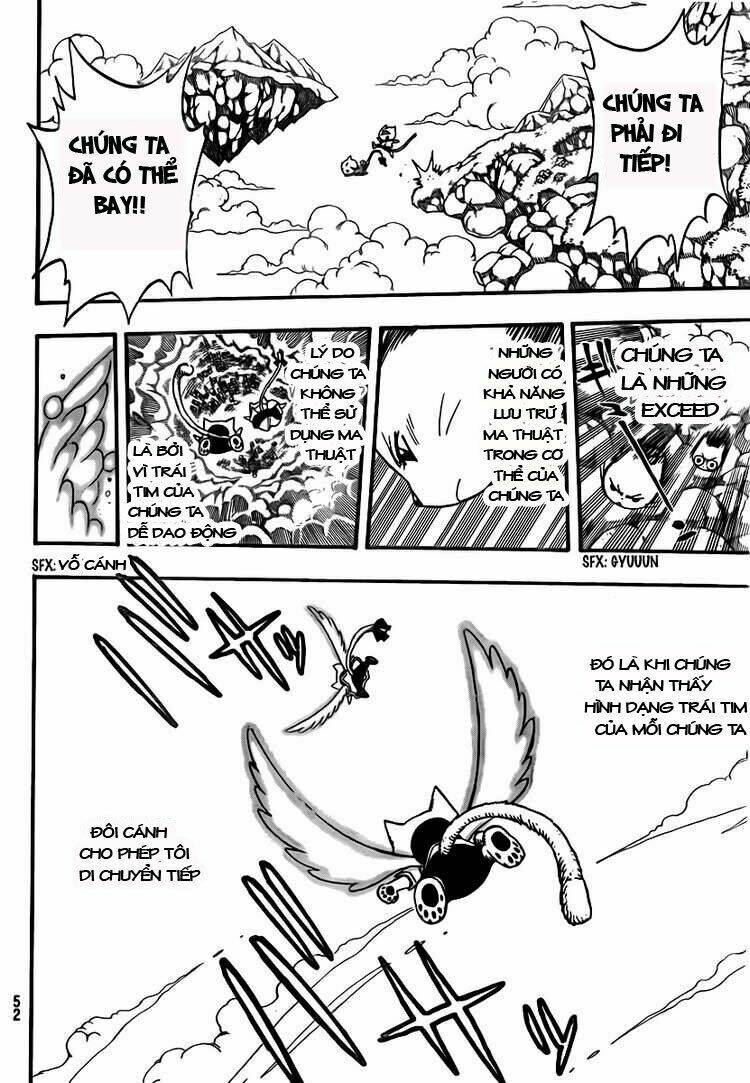 CHÚNG TA
PHẢI ĐI
TIẾP!
CHÚNG TA
ĐÃ CÓ THỂ
BAY!!
CHÚNG TA
LÀ NHỮNG
EXCEED
SFX: GYUUUN
NHỮNG
NGƯỜI CÓ
KHẢ NĂNG
LƯU TRỮ
MA THUẬT
TRONG CƠ
THỂ CỦA
CHÚNG TA
LÝ DO
CHÚNG TA
KHÔNG
THỂ SỬ
DỤNG MA
THUẬT
LÀ BỞI
VÌ TRÁI
TIM CỦA
CHÚNG TA
DỄ DAO ĐỘNG
SFX: VỖ CÁNH
ĐÓ LÀ KHI CHÚNG
TA NHẬN THẤY
HÌNH DẠNG TRÁI TIM
CỦA MỖI CHÚNG TA
ĐÔI CÁNH
CHO PHÉP TÔI
DI CHUYỂN TIẾP
52